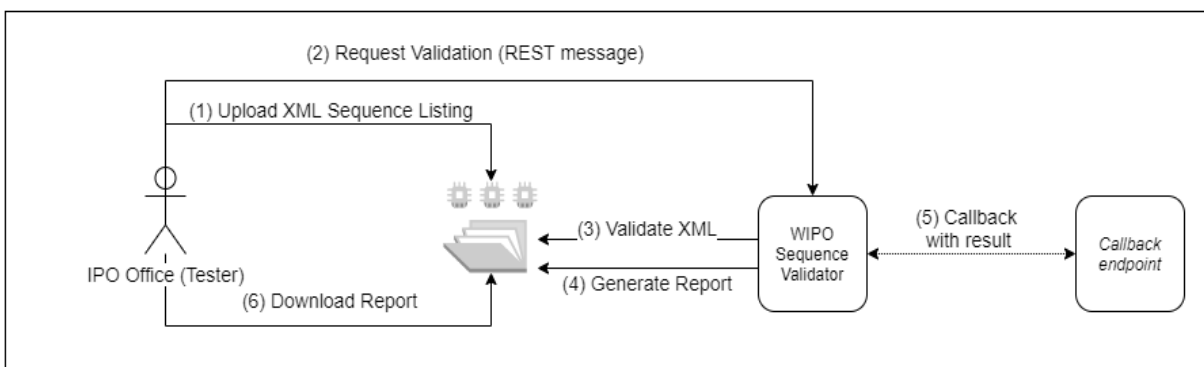 (2) Request Validation (REST message)
(1) Upload XML Sequence Listing
(3) Validate XML
WIPO
Sequence
Validator
(5) Callback
with result
Callback
endpoint
IPO Office (Tester)
(4) Generate Report
(6) Download Report